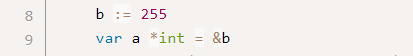 8 b := 255
9 var a *int = &b